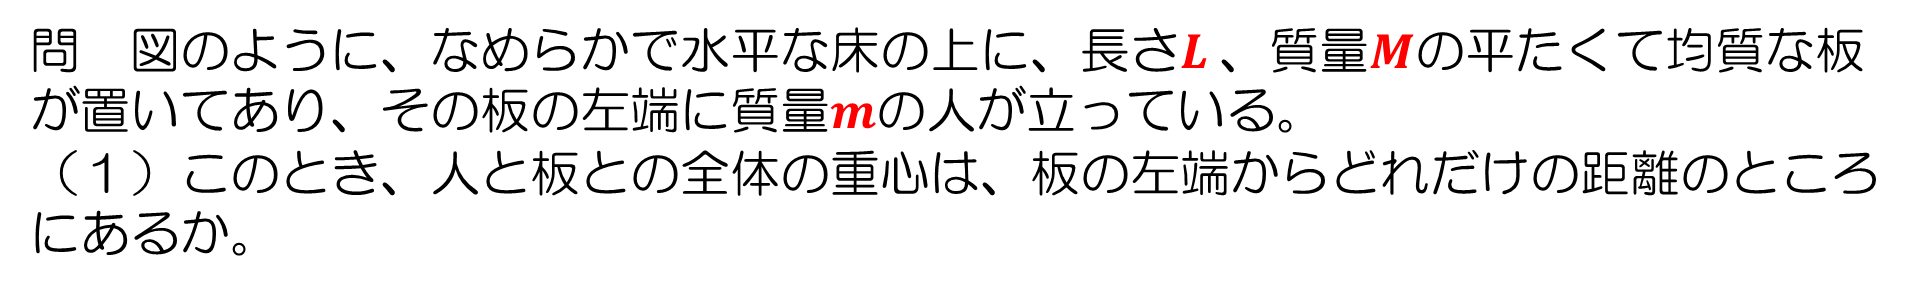 問　図のように、なめらかで水平な床の上に、長さL、質量Mの平たくて均質な板
が置いてあり、その板の左端に質量mの人が立っている。
（１）このとき、人と板との全体の重心は、板の左端からどれだけの距離のところ
にあるか。